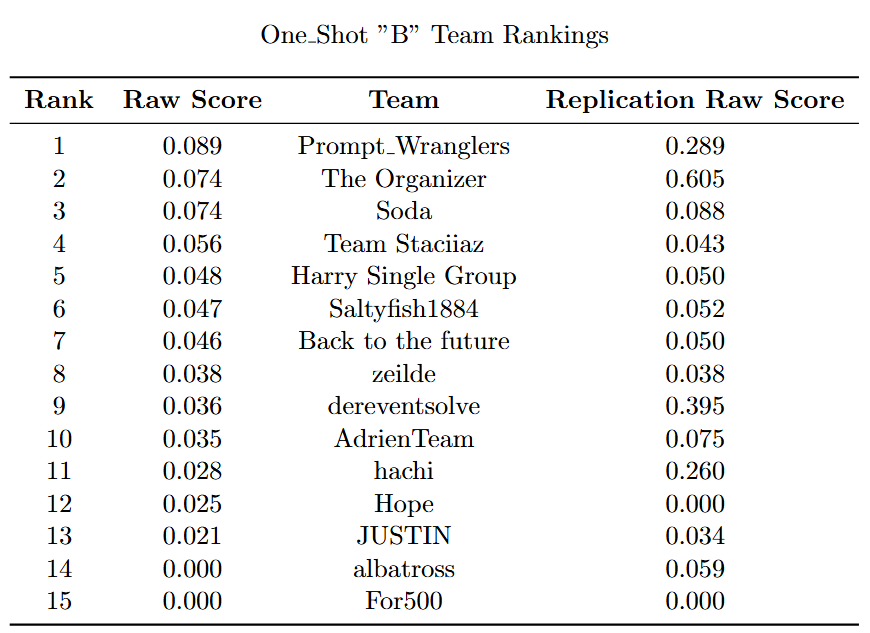 One_Shot "B" Team Rankings
Rank Raw Score Team Replication Raw Score
1 0.089 Prompt_Wranglers 0.289
2 0.074 The Organizer 0.605
3 0.074 Soda 0.088
4 0.056 Team Staciiaz 0.043
5 0.048 Harry Single Group 0.050
6 0.047 Saltyfish1884 0.052
7 0.046 Back to the future 0.050
8 0.038 zeilde 0.038
9 0.036 dereventsolve 0.395
10 0.035 AdrienTeam 0.075
11 0.028 hachi 0.260
12 0.025 Hope 0.000
13 0.021 JUSTIN 0.034
14 0.000 albatross 0.059
15 0.000 For500 0.000